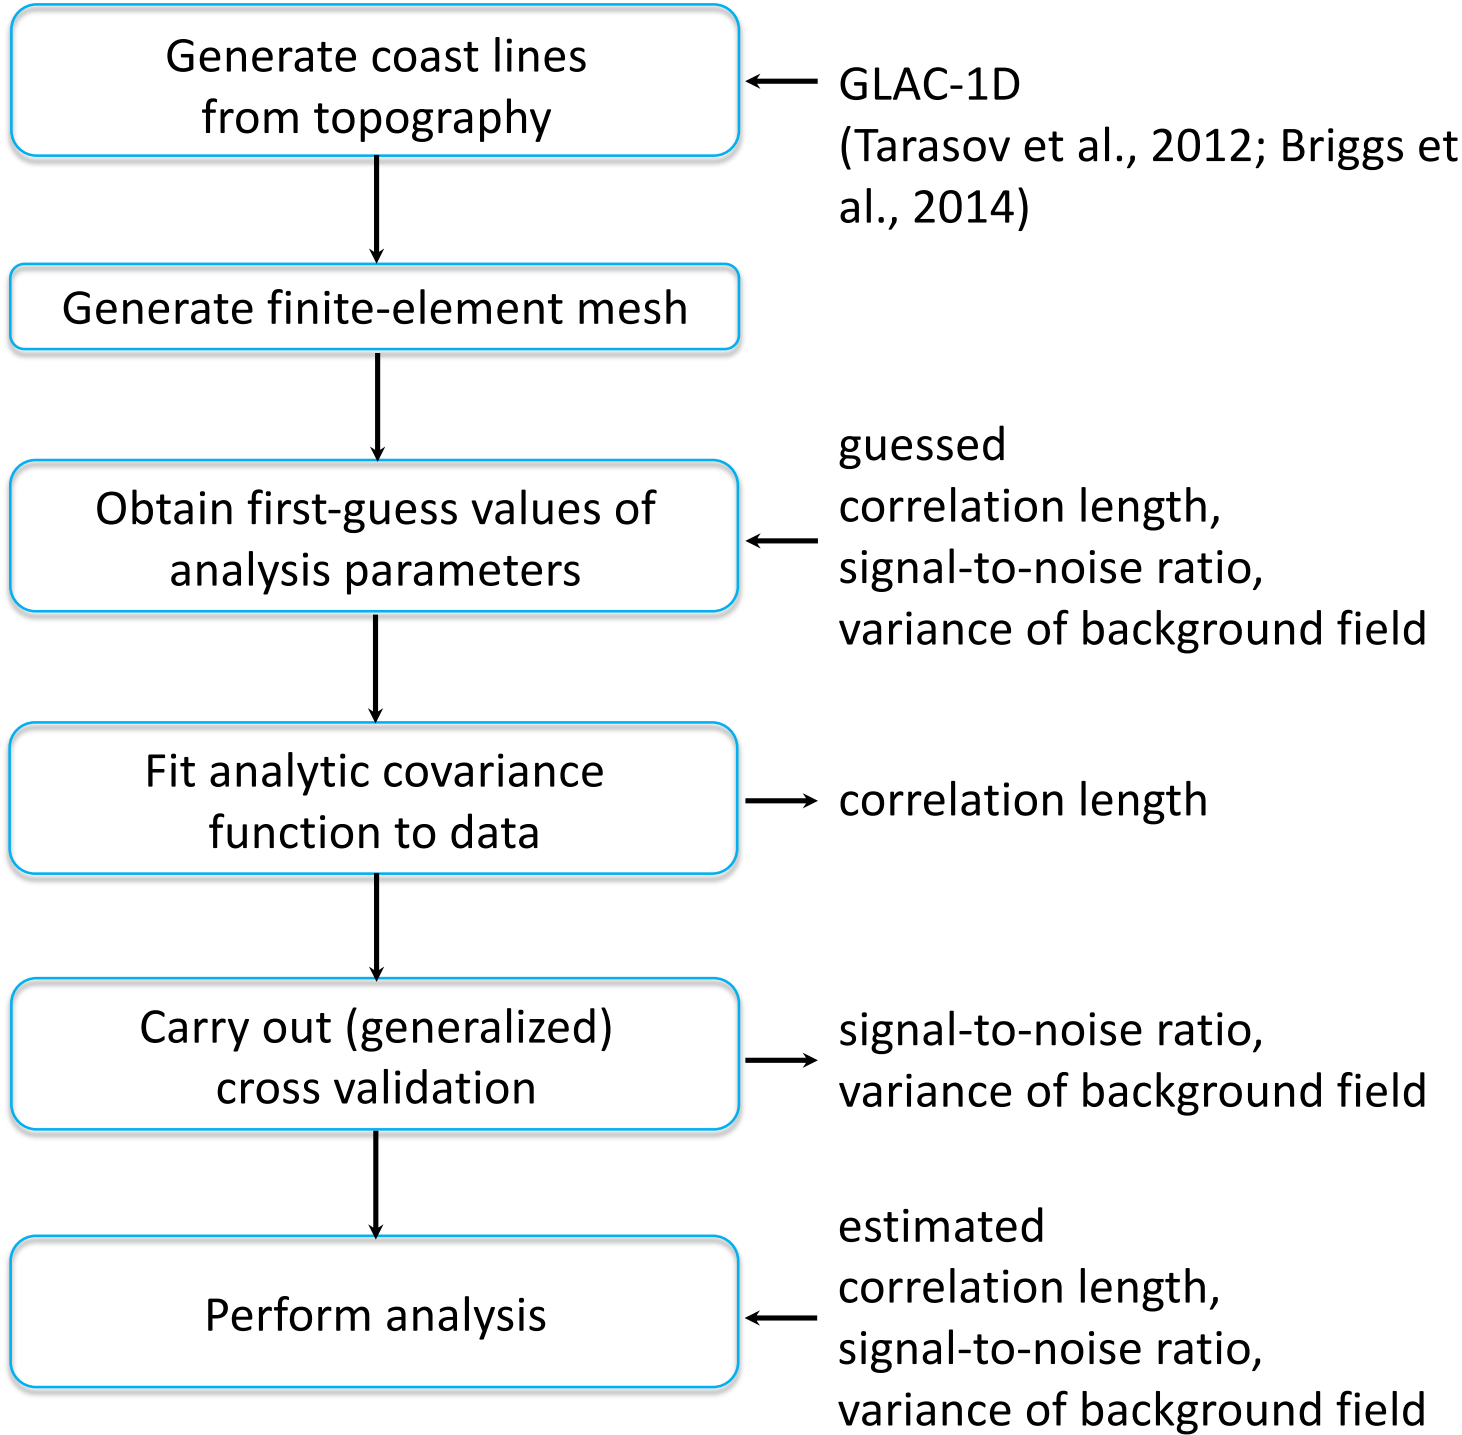 Generate coast lines
from topography
GLAC-1D
(Tarasov et al., 2012; Briggs et
al., 2014)
Generate finite-element mesh
Obtain first-guess values of
analysis parameters
guessed
correlation length,
signal-to-noise ratio,
variance of background field
Fit analytic covariance
function to data
correlation length
Carry out (generalized)
cross validation
signal-to-noise ratio,
variance of background field
Perform analysis
estimated
correlation length,
signal-to-noise ratio,
variance of background field